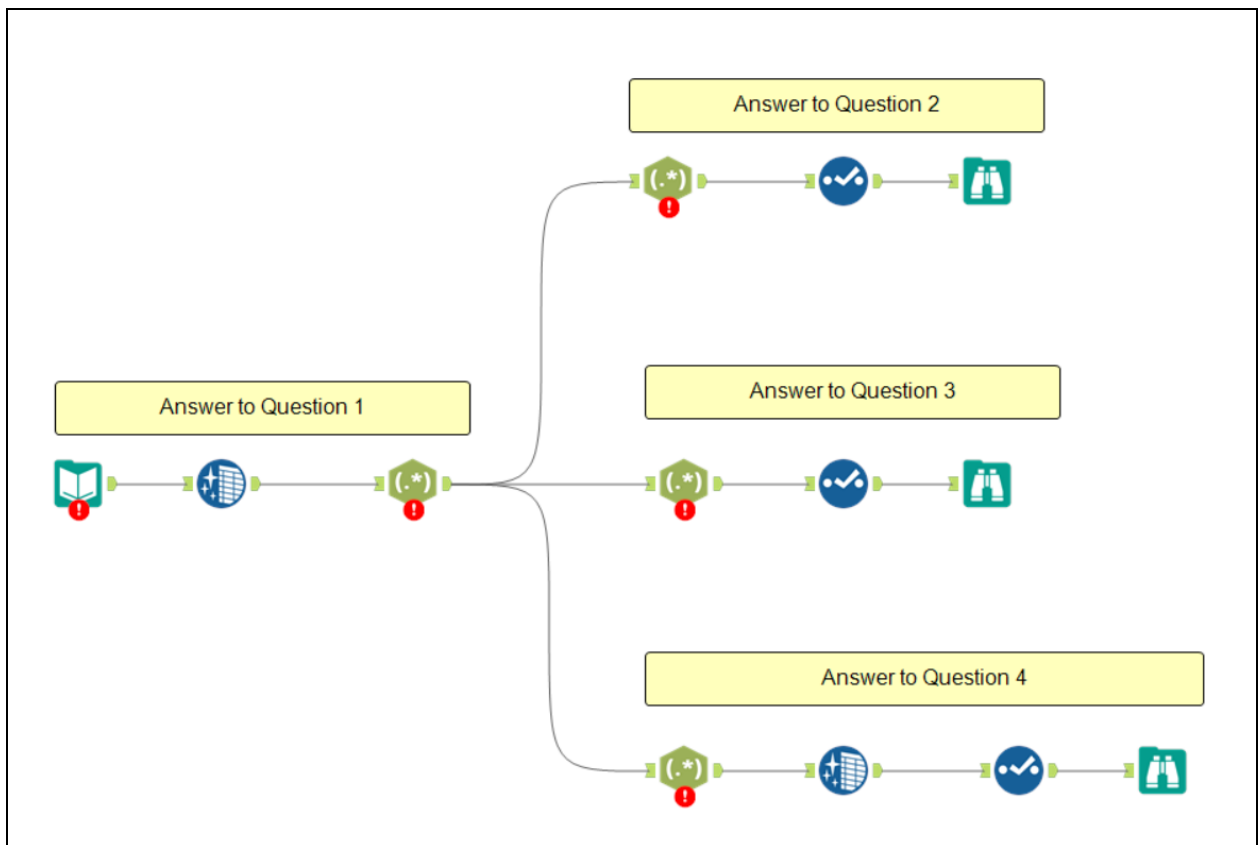 Answer to Question 2
(.*)
!
Answer to Question 3
Answer to Question 1
(.*)
!
(.*)
!
!
Answer to Question 4
(.*)
!